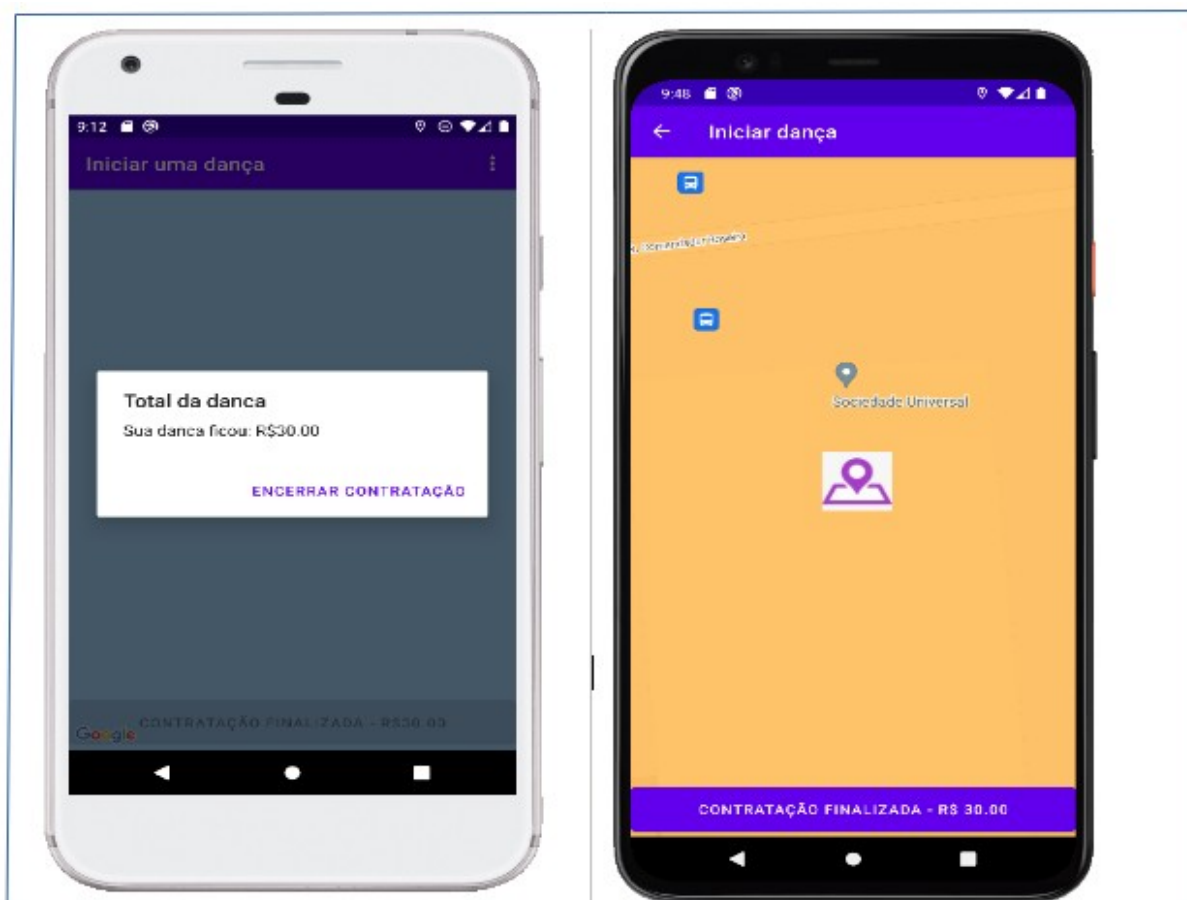 9:12
Iniciar uma dança
Total da danca
Sua danca ficou: R$30.00
ENCERRAR CONTRATAÇÃO
CONTRATAÇÃO FINALIZADA - R$30.00
Google
9:48
Iniciar dança
Sociedade Universal
CONTRATAÇÃO FINALIZADA - R$ 30.00